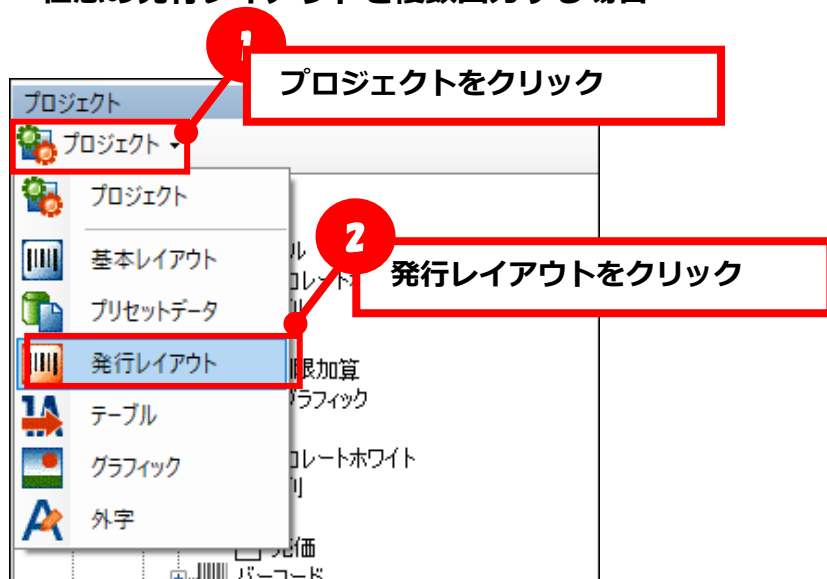 1
プロジェクトをクリック
プロジェクト
プロジェクト
プロジェクト
2
基本レイアウト
ル
発行レイアウトをクリック
プリセットデータ
発行レイアウト
限加算
グラフィック
テーブル
コレートホワイト
グラフィック
外字
売価
バーコード